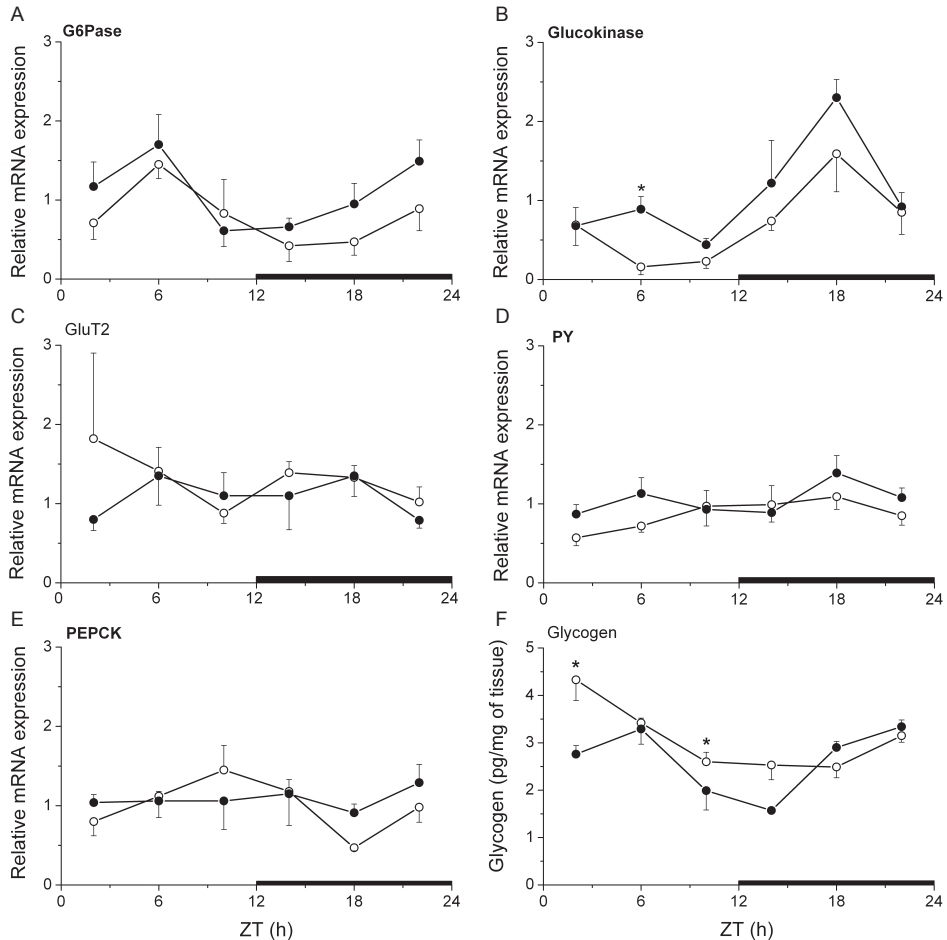 A
G6Pase
Relative mRNA expression
3
2
1
0
0 6 12 18 24
B
Glucokinase
Relative mRNA expression
3
2
1
0
*
0 6 12 18 24
C
GluT2
Relative mRNA expression
3
2
1
0
0 6 12 18 24
D
PY
Relative mRNA expression
3
2
1
0
0 6 12 18 24
E
PEPCK
Relative mRNA expression
3
2
1
0
0 6 12 18 24
ZT (h)
F
Glycogen
Glycogen (pg/mg of tissue)
5
4
3
2
1
0
* *
0 6 12 18 24
ZT (h)